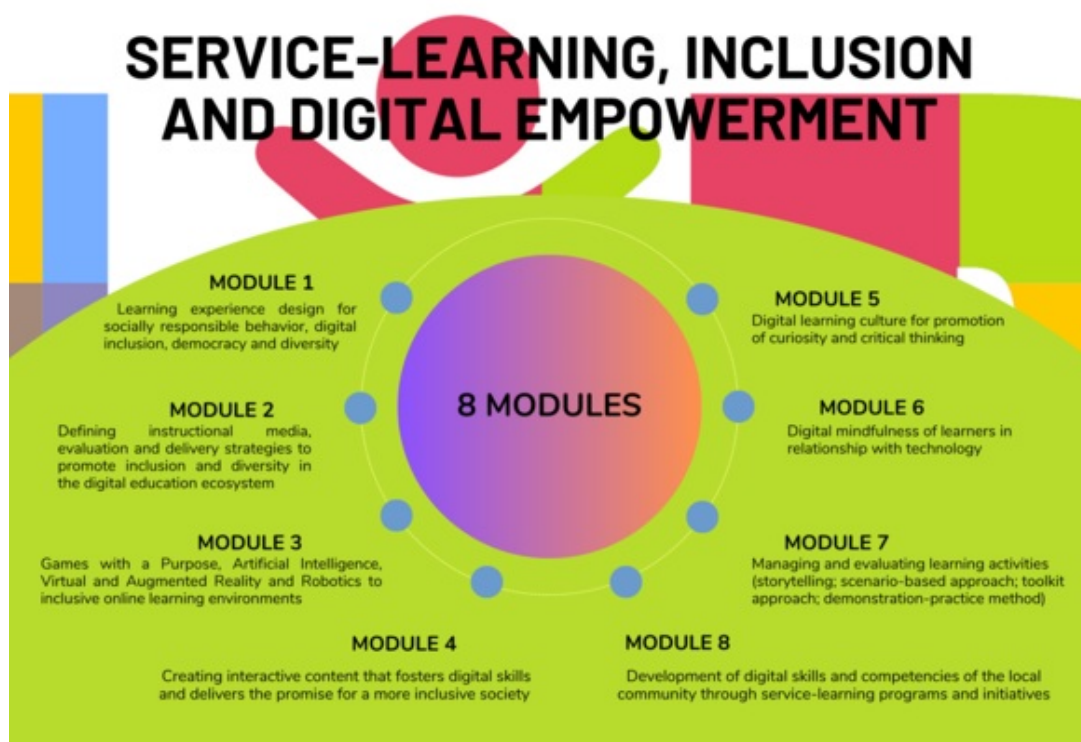 SERVICE-LEARNING, INCLUSION
AND DIGITAL EMPOWERMENT
MODULE 1
Learning experience design for
socially responsible behavior, digital
inclusion, democracy and diversity
MODULE 2
Defining instructional media,
evaluation and delivery strategies to
promote inclusion and diversity in
the digital education ecosystem
MODULE 3
Games with a Purpose, Artificial Intelligence,
Virtual and Augmented Reality and Robotics to
inclusive online learning environments
MODULE 4
Creating interactive content that fosters digital skills
and delivers the promise for a more inclusive society
8 MODULES
MODULE 5
Digital learning culture for promotion
of curiosity and critical thinking
MODULE 6
Digital mindfulness of learners in
relationship with technology
MODULE 7
Managing and evaluating learning activities
(storytelling; scenario-based approach; toolkit
approach; demonstration-practice method)
MODULE 8
Development of digital skills and competencies of the local
community through service-learning programs and initiatives